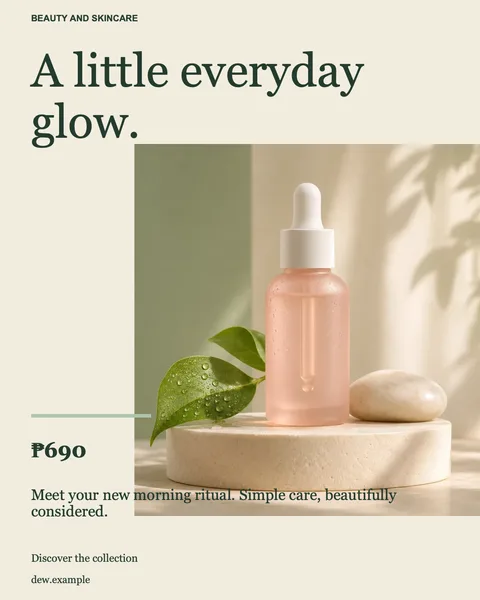 BEAUTY AND SKINCARE
A little everyday
glow.
₱690
Meet your new morning ritual. Simple care, beautifully
considered.
Discover the collection
dew.example